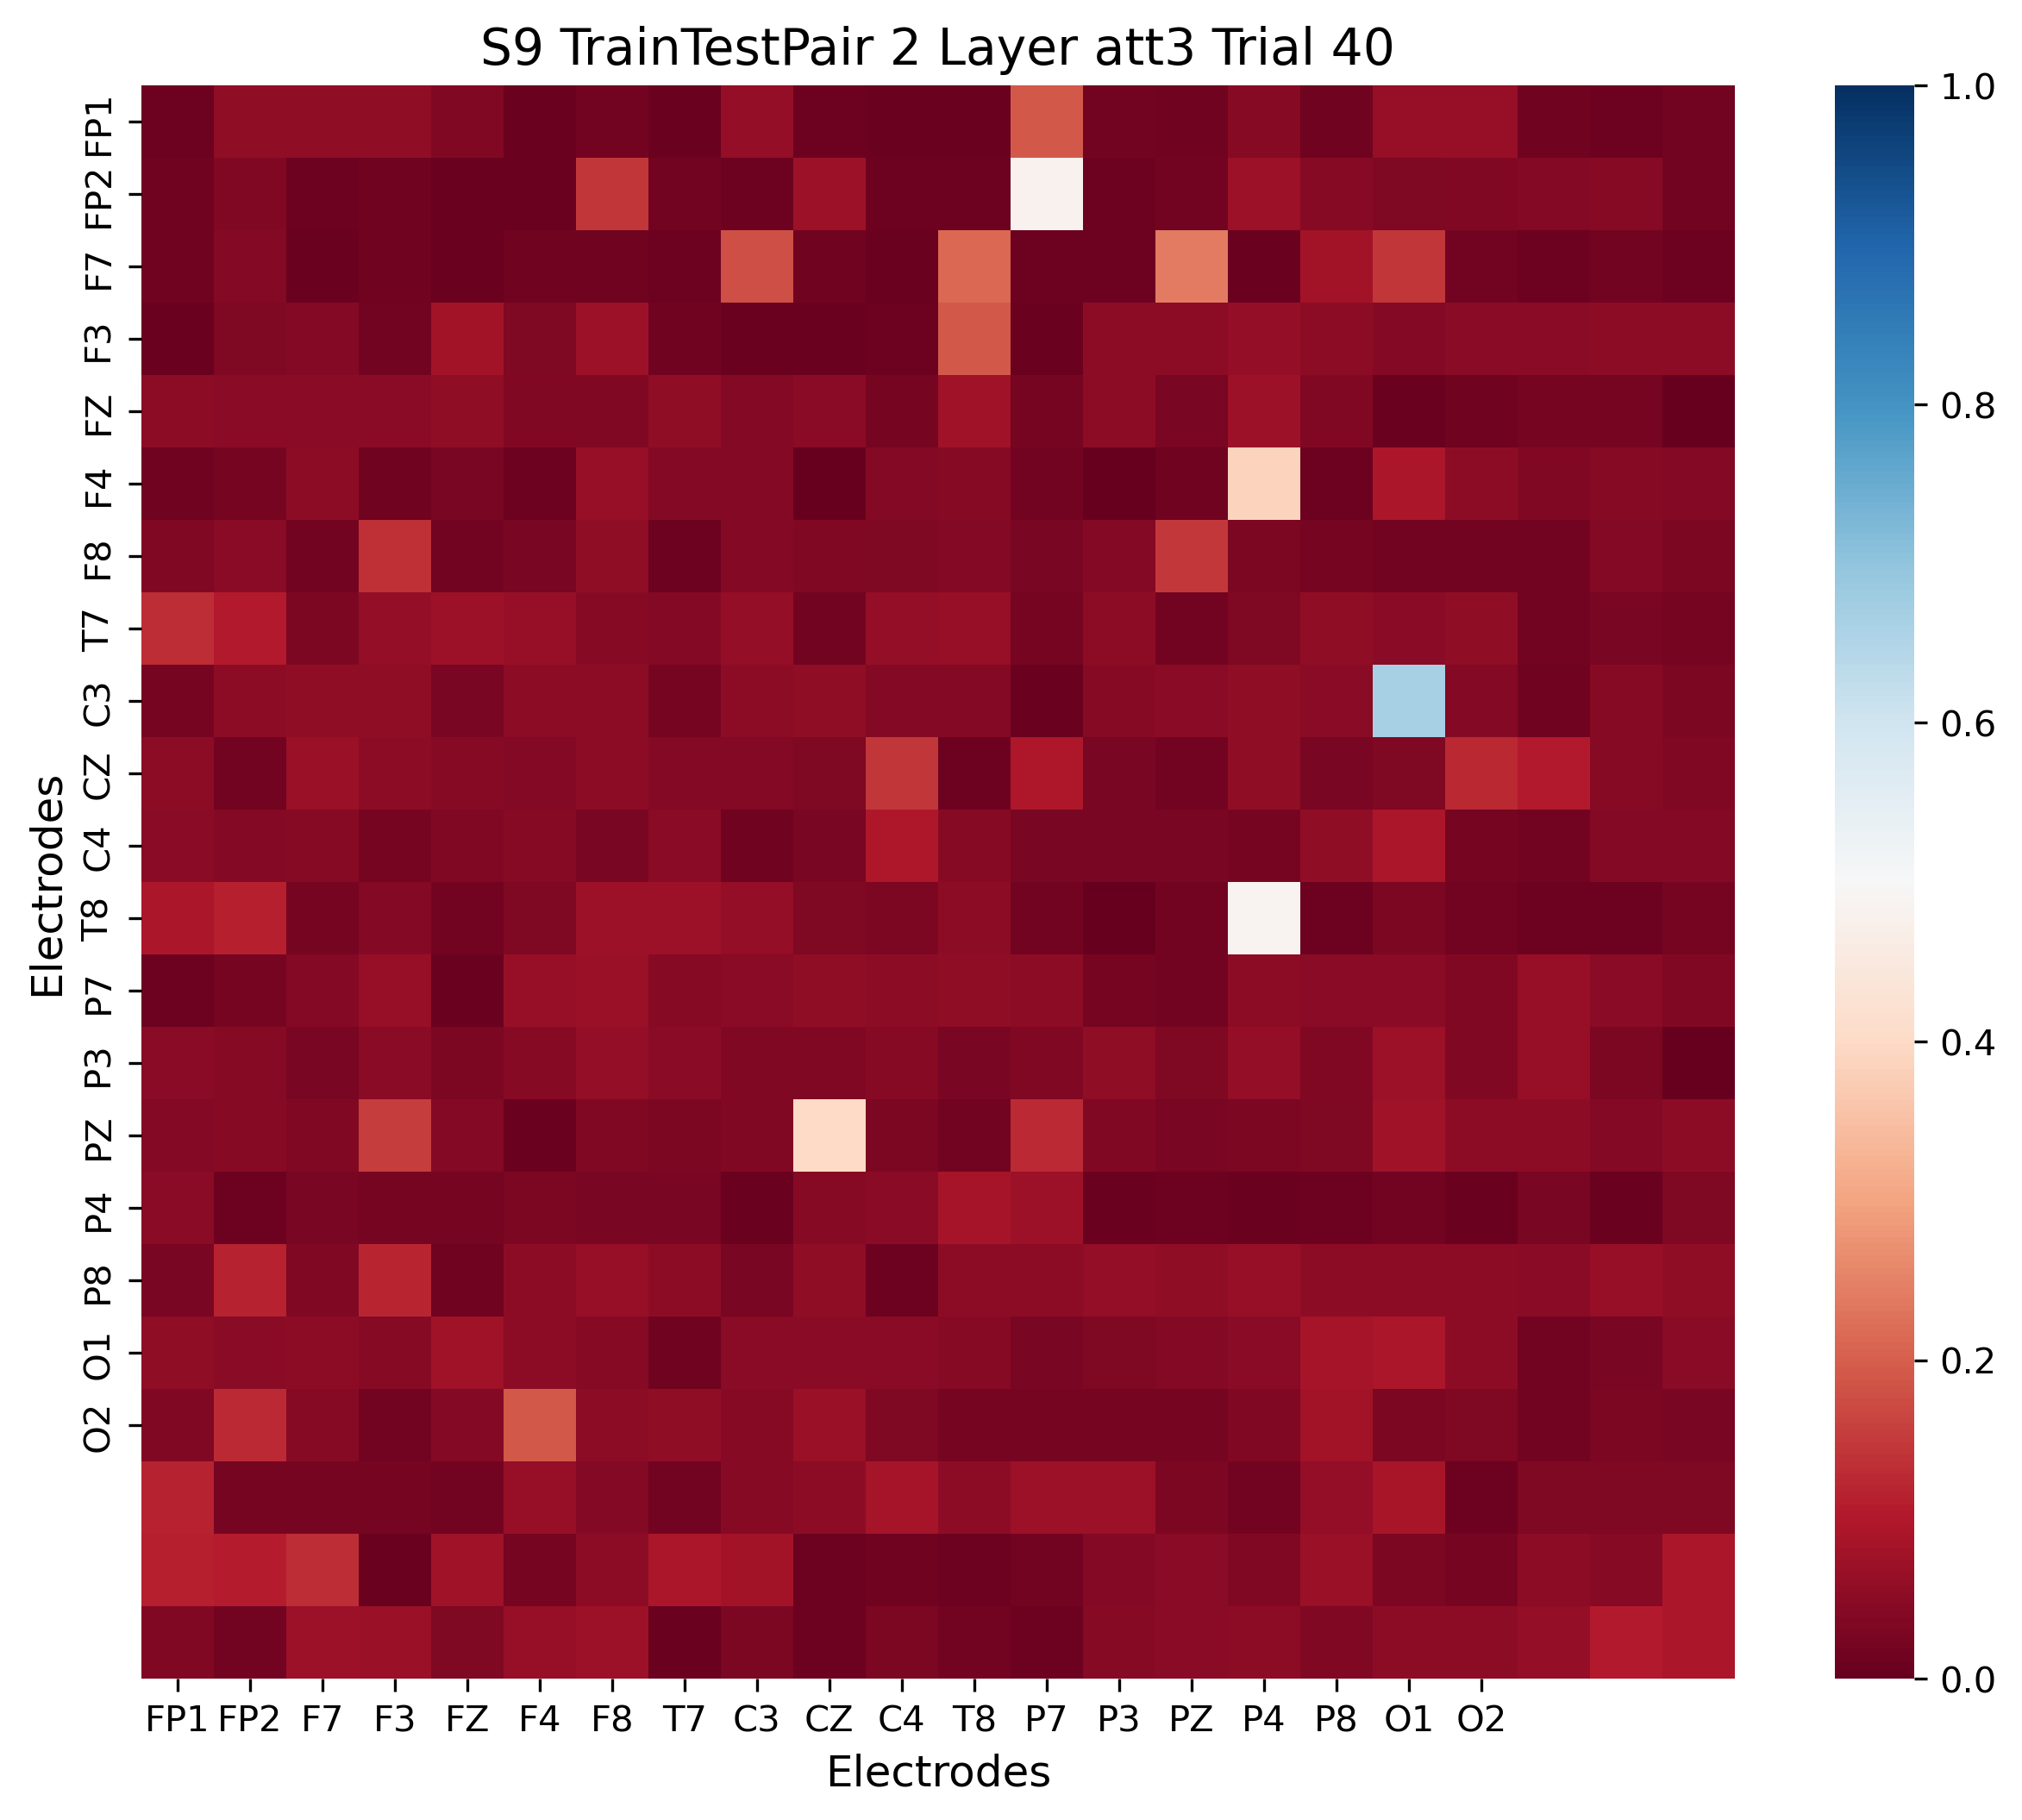 S9 TrainTestPair 2 Layer att3 Trial 40
FP1
FP2
F7
F3
FZ
F4
F8
T7
C3
CZ
C4
T8
P7
P3
PZ
P4
P8
O1
O2
Electrodes
FP1 FP2 F7 F3 FZ F4 F8 T7 C3 CZ C4 T8 P7 P3 PZ P4 P8 O1 O2
Electrodes
1.0
0.8
0.6
0.4
0.2
0.0